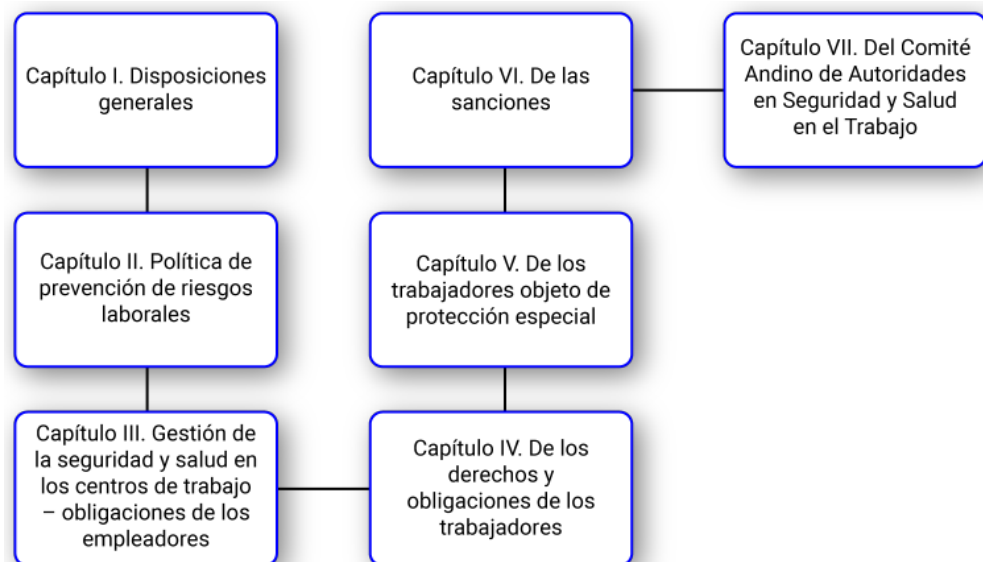 Capítulo I. Disposiciones
generales
Capítulo II. Política de
prevención de riesgos
laborales
Capítulo III. Gestión de
la seguridad y salud en
los centros de trabajo
– obligaciones de los
empleadores
Capítulo IV. De los
derechos y
obligaciones de los
trabajadores
Capítulo V. De los
trabajadores objeto de
protección especial
Capítulo VI. De las
sanciones
Capítulo VII. Del Comité
Andino de Autoridades
en Seguridad y Salud
en el Trabajo